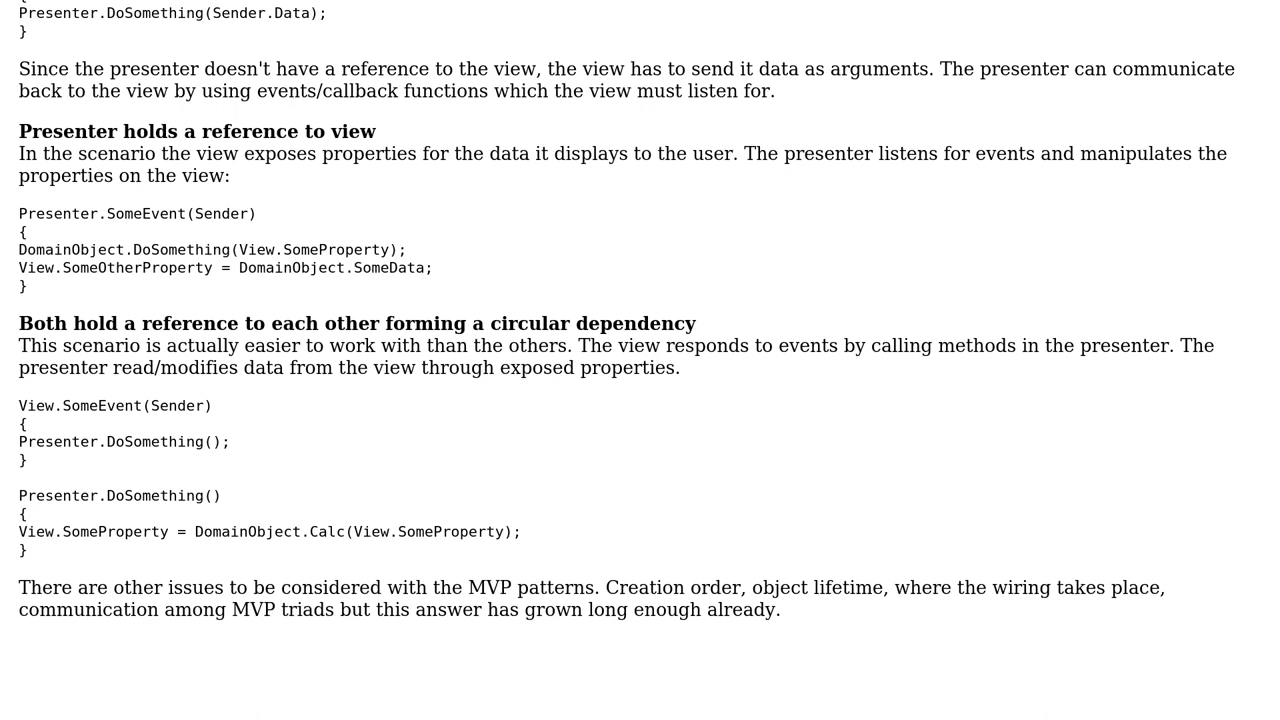 Presenter.DoSomething(Sender.Data);
}
Since the presenter doesn't have a reference to the view, the view has to send it data as arguments. The presenter can communicate
back to the view by using events/callback functions which the view must listen for.
Presenter holds a reference to view
In the scenario the view exposes properties for the data it displays to the user. The presenter listens for events and manipulates the
properties on the view:
Presenter.SomeEvent(Sender)
{
DomainObject.DoSomething(View.SomeProperty);
View.SomeOtherProperty = DomainObject.SomeData;
}
Both hold a reference to each other forming a circular dependency
This scenario is actually easier to work with than the others. The view responds to events by calling methods in the presenter. The
presenter read/modifies data from the view through exposed properties.
View.SomeEvent(Sender)
{
Presenter.DoSomething();
}
Presenter.DoSomething()
{
View.SomeProperty = DomainObject.Calc(View.SomeProperty);
}
There are other issues to be considered with the MVP patterns. Creation order, object lifetime, where the wiring takes place,
communication among MVP triads but this answer has grown long enough already.